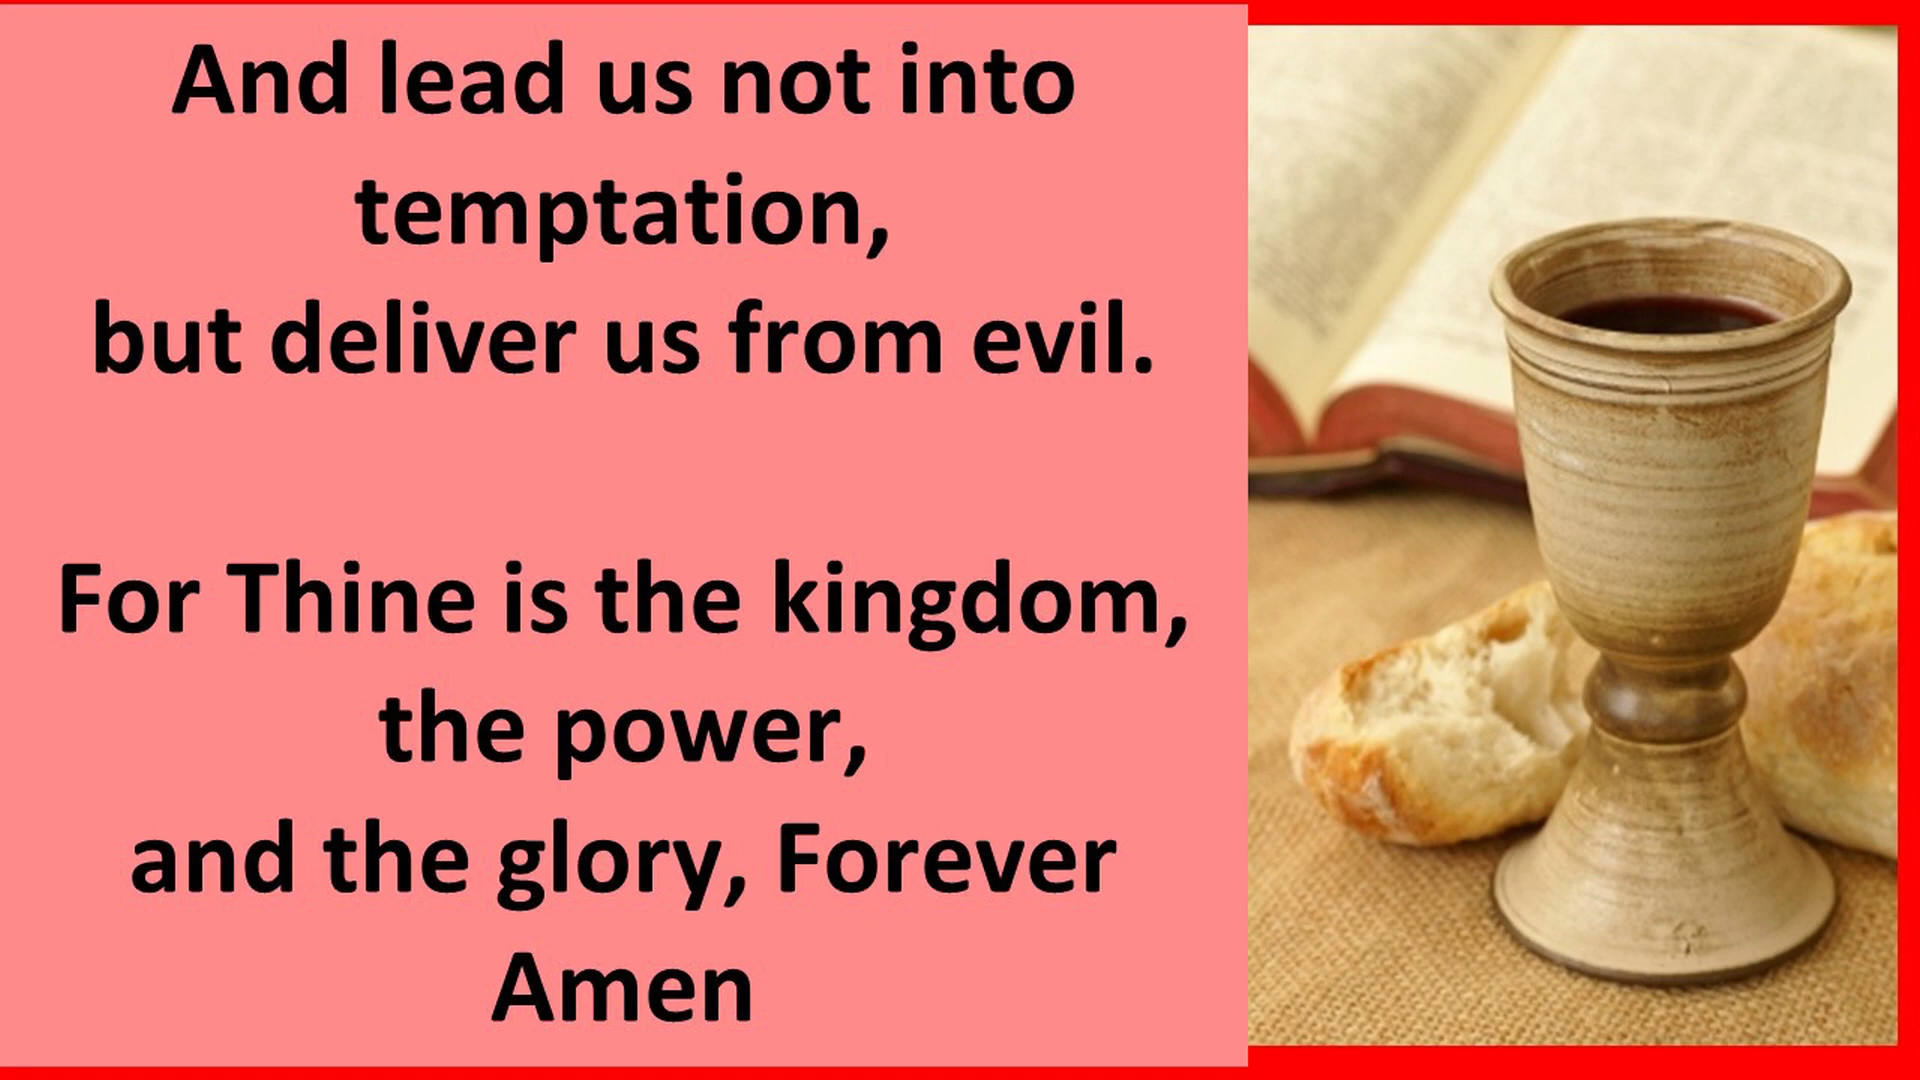 And lead us not into
temptation,
but deliver us from evil.
For Thine is the kingdom,
the power,
and the glory, Forever
Amen